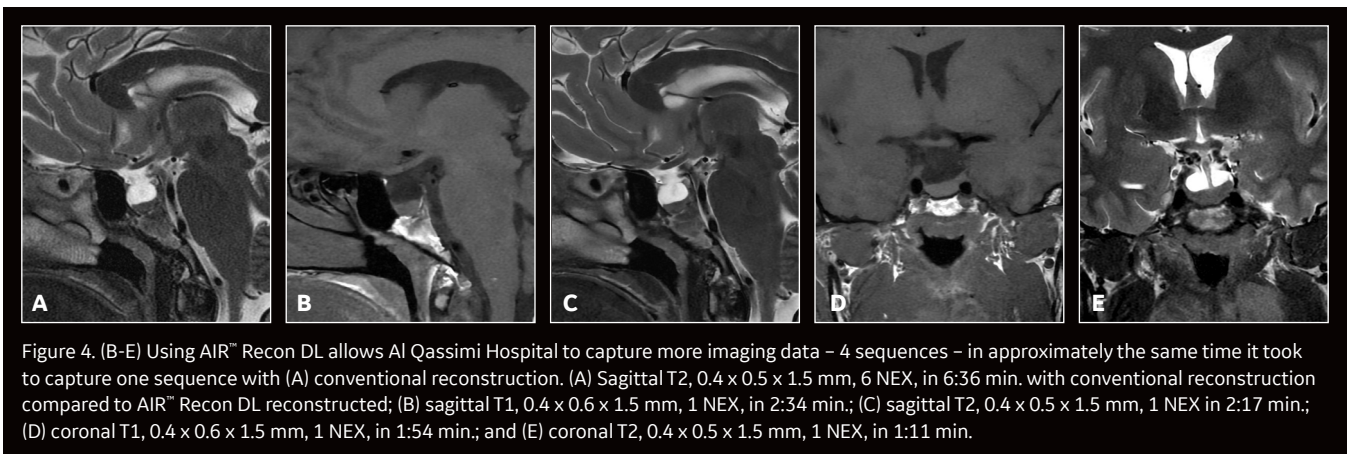 A
B
C
D
E
Figure 4. (B-E) Using AIR™ Recon DL allows Al Qassimi Hospital to capture more imaging data – 4 sequences – in approximately the same time it took
to capture one sequence with (A) conventional reconstruction. (A) Sagittal T2, 0.4 x 0.5 x 1.5 mm, 6 NEX, in 6:36 min. with conventional reconstruction
compared to AIR™ Recon DL reconstructed; (B) sagittal T1, 0.4 x 0.6 x 1.5 mm, 1 NEX, in 2:34 min.; (C) sagittal T2, 0.4 x 0.5 x 1.5 mm, 1 NEX in 2:17 min.;
(D) coronal T1, 0.4 x 0.6 x 1.5 mm, 1 NEX, in 1:54 min.; and (E) coronal T2, 0.4 x 0.5 x 1.5 mm, 1 NEX, in 1:11 min.